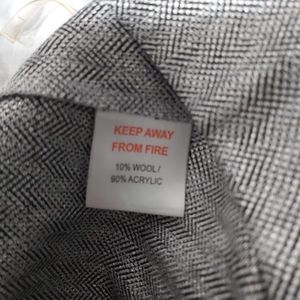 KEEP AWAY
FROM FIRE
10% WOOL/
90% ACRYLIC